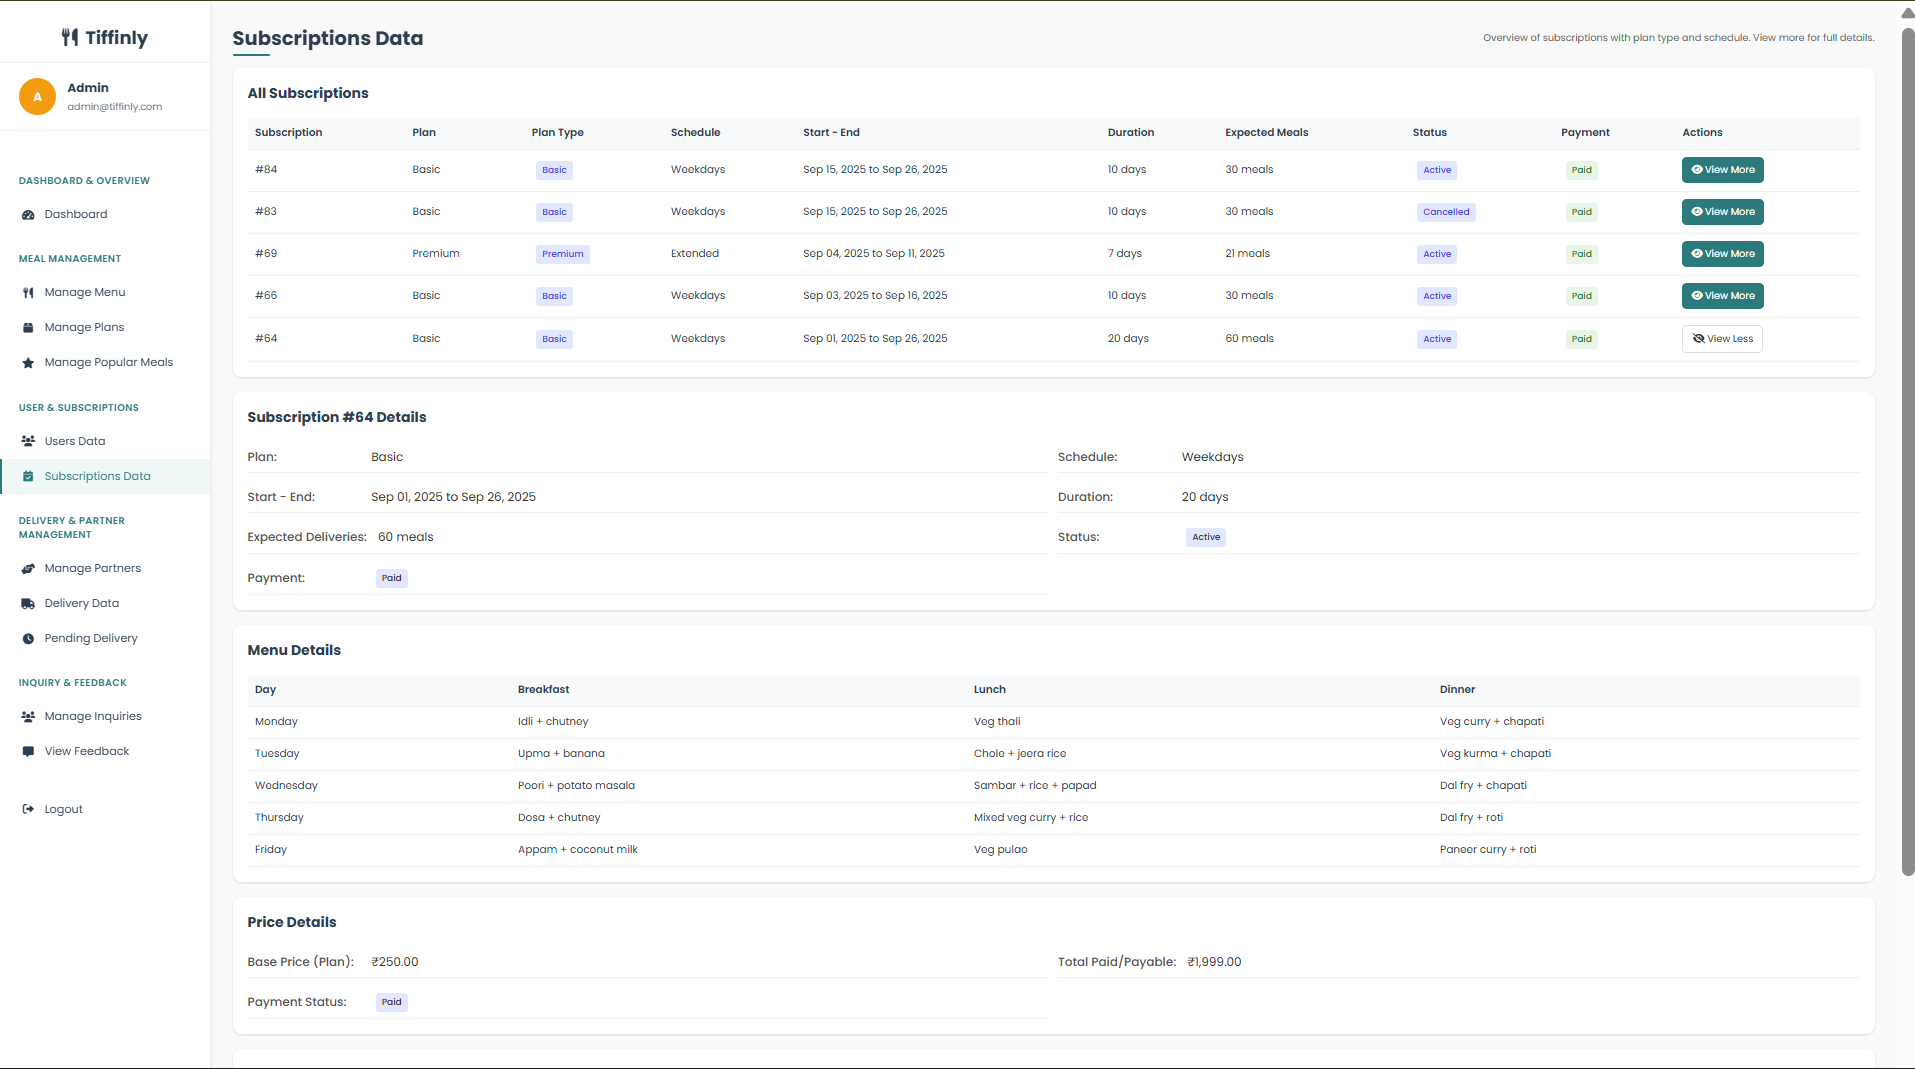 Tiffinly
A
Admin
admin@tiffinly.com
DASHBOARD & OVERVIEW
Dashboard
MEAL MANAGEMENT
Manage Menu
Manage Plans
Manage Popular Meals
USER & SUBSCRIPTIONS
Users Data
Subscriptions Data
DELIVERY & PARTNER
MANAGEMENT
Manage Partners
Delivery Data
Pending Delivery
INQUIRY & FEEDBACK
Manage Inquiries
View Feedback
Logout
Subscriptions Data
Overview of subscriptions with plan type and schedule. View more for full details.
All Subscriptions
Subscription Plan Plan Type Schedule Start - End Duration Expected Meals Status Payment Actions
#84 Basic Basic Weekdays Sep 15, 2025 to Sep 26, 2025 10 days 30 meals Active Paid View More
#83 Basic Basic Weekdays Sep 15, 2025 to Sep 26, 2025 10 days 30 meals Cancelled Paid View More
#69 Premium Premium Extended Sep 04, 2025 to Sep 11, 2025 7 days 21 meals Active Paid View More
#66 Basic Basic Weekdays Sep 03, 2025 to Sep 16, 2025 10 days 30 meals Active Paid View More
#64 Basic Basic Weekdays Sep 01, 2025 to Sep 26, 2025 20 days 60 meals Active Paid View Less
Subscription #64 Details
Plan: Basic Schedule: Weekdays
Start - End: Sep 01, 2025 to Sep 26, 2025 Duration: 20 days
Expected Deliveries: 60 meals Status: Active
Payment: Paid
Menu Details
Day Breakfast Lunch Dinner
Monday Idli + chutney Veg thali Veg curry + chapati
Tuesday Upma + banana Chole + jeera rice Veg kurma + chapati
Wednesday Poori + potato masala Sambar + rice + papad Dal fry + chapati
Thursday Dosa + chutney Mixed veg curry + rice Dal fry + roti
Friday Appam + coconut milk Veg pulao Paneer curry + roti
Price Details
Base Price (Plan): ₹250.00 Total Paid/Payable: ₹1,999.00
Payment Status: Paid